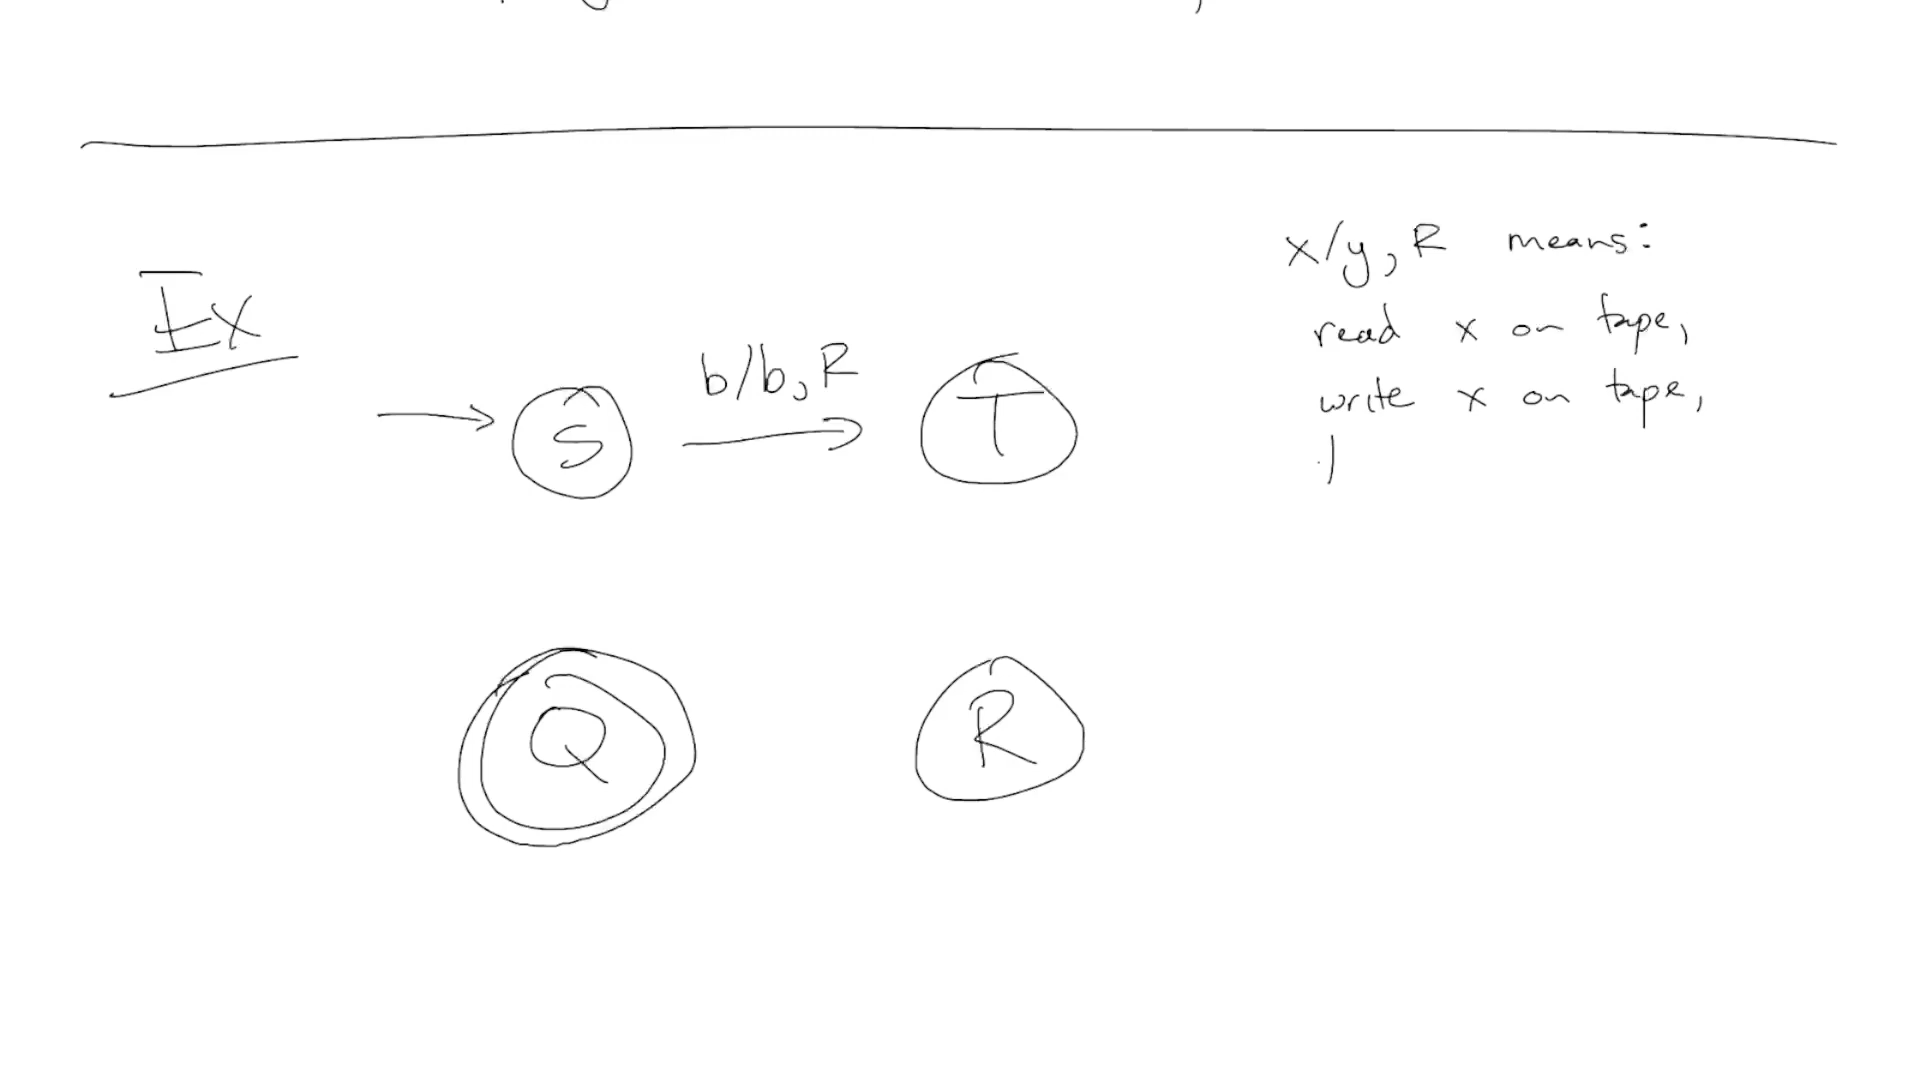 Ex
x/y, R means:
read x on tape,
write x on tape,
b/b, R
S
T
Q
R